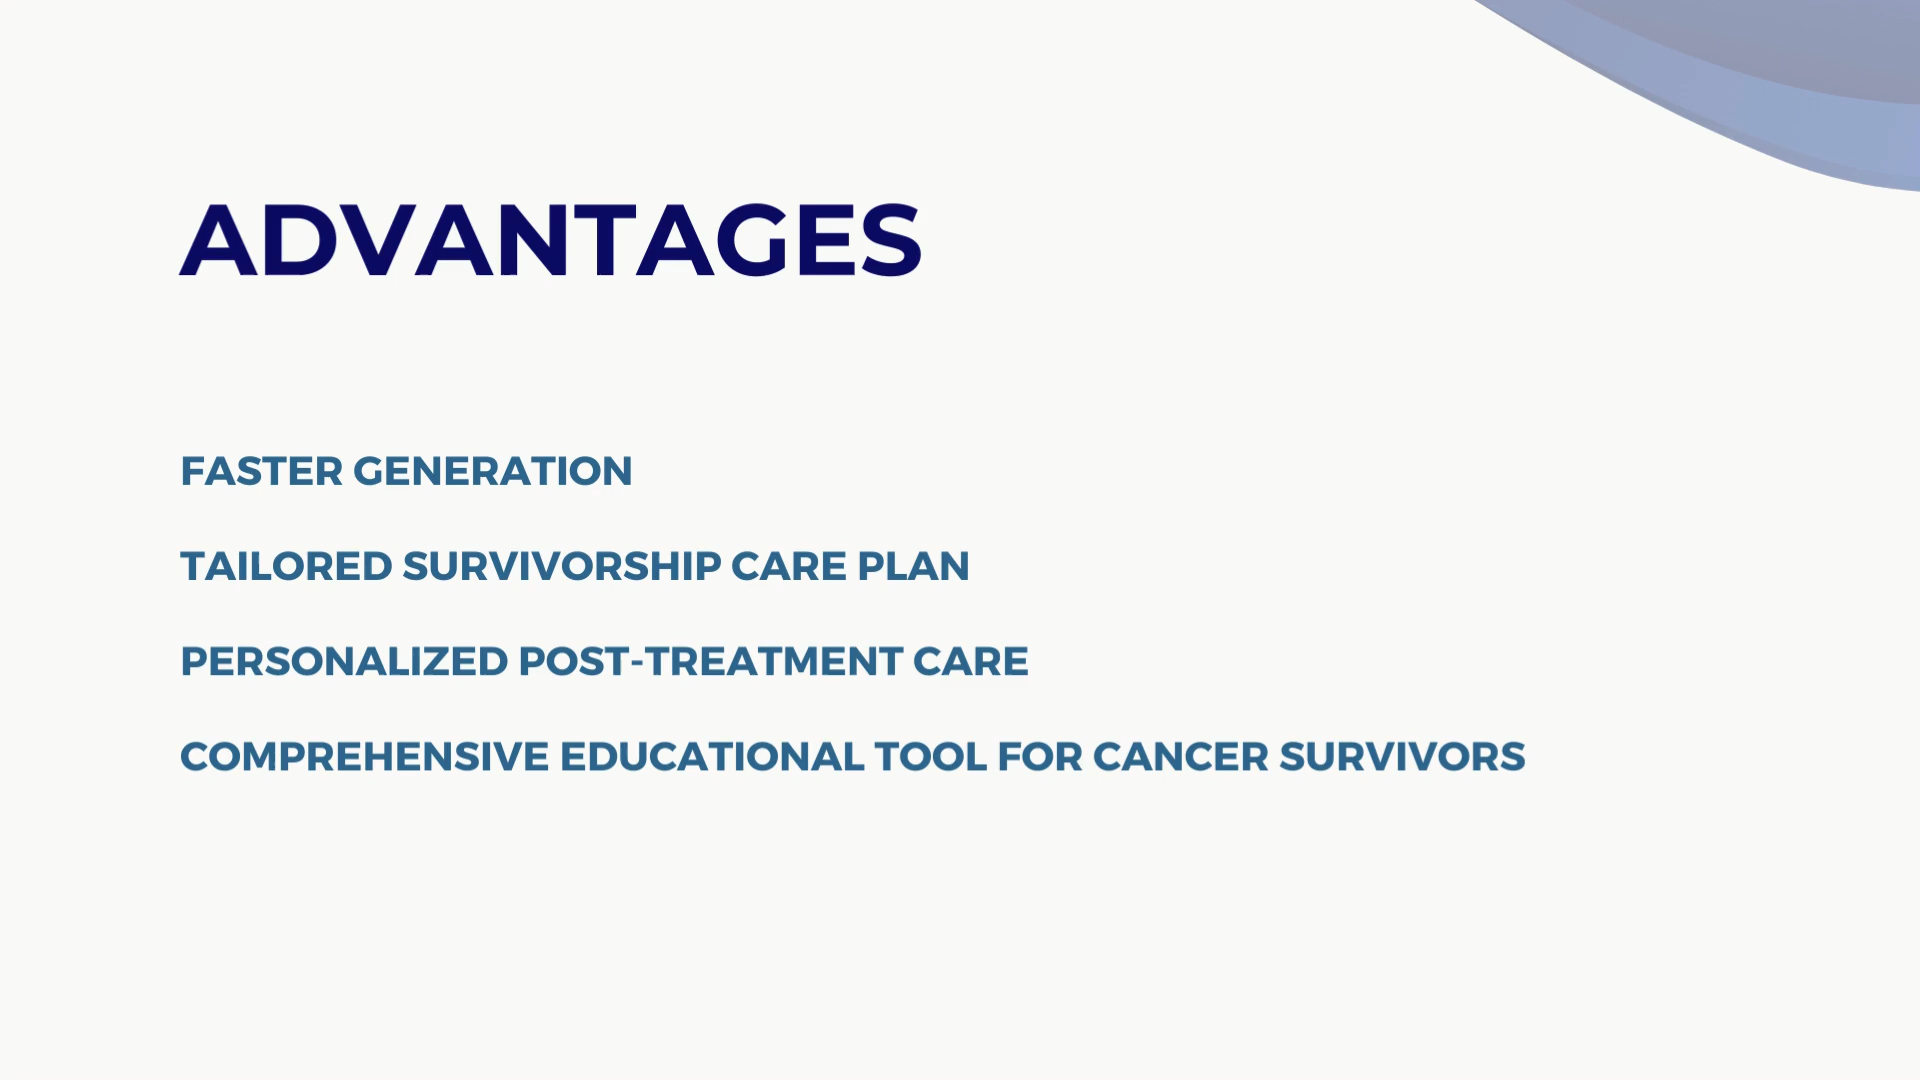 ADVANTAGES
FASTER GENERATION
TAILORED SURVIVORSHIP CARE PLAN
PERSONALIZED POST-TREATMENT CARE
COMPREHENSIVE EDUCATIONAL TOOL FOR CANCER SURVIVORS